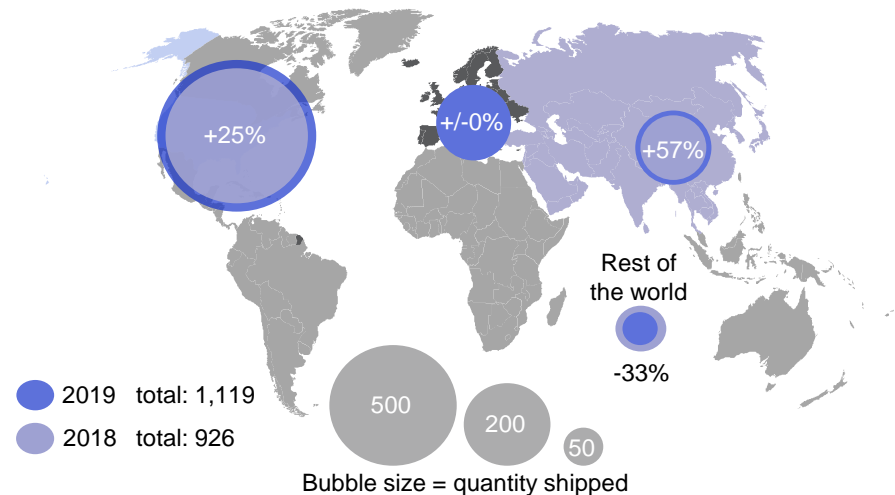 +25%
+/-0%
+57%
Rest of
the world
-33%
500
200
50
2019 total: 1,119
2018 total: 926
Bubble size = quantity shipped